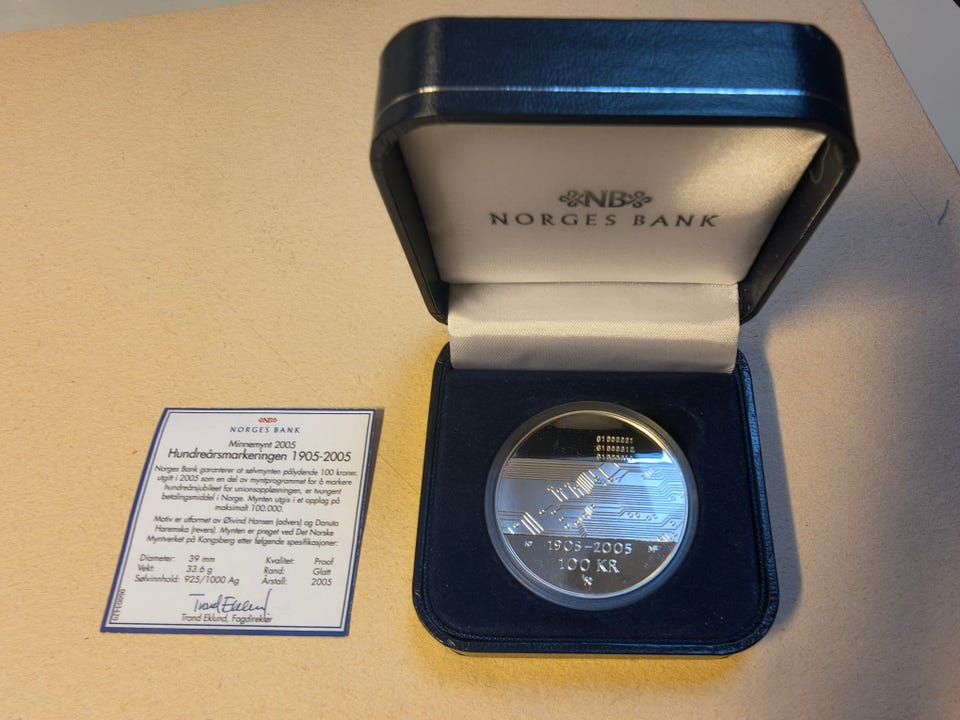 NB
NORGES BANK
NB
NORGES BANK
Minnemynt 2005
Hundreårsmarkeringen 1905-2005
Norges Bank garanterer at sølvmynten pålydende 100 kroner,
utgitt i 2005 som en del av myntprogrammet for å markere
hundreårsjubileet for unionsoppløsningen, er tvungent
betalingsmiddel i Norge. Mynten utgis i et opplag på
maksimalt 100.000.
Motiv er utformet av Øivind Hansen (advers) og Danuta
Haremska (revers). Mynten er preget ved Det Norske
Myntverket på Kongsberg etter følgende spesifikasjoner:
Diameter: 39 mm Kvalitet: Proof
Vekt: 33.6 g Rand: Glatt
Sølvinnhold: 925/1000 Ag Årstall: 2005
Trond Eklund
Trond Eklund, Fagdirektør
01000001
01000010
1905-2005
100 KR